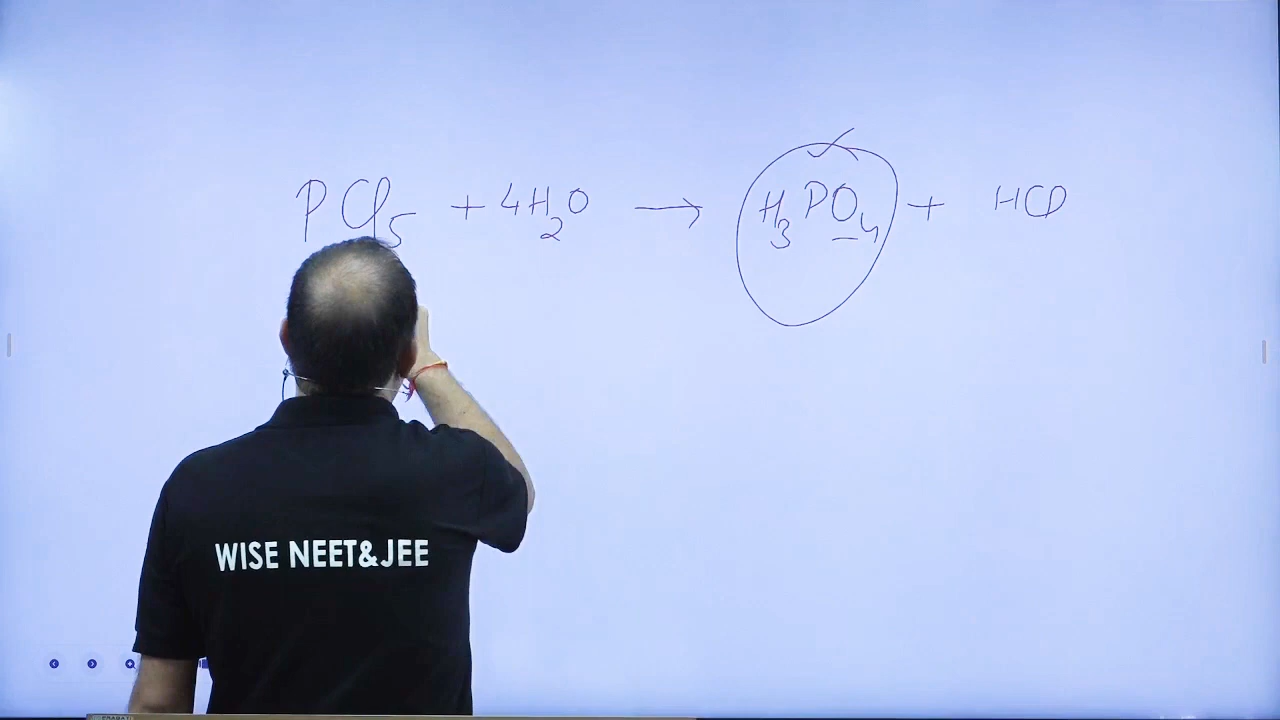 PCl5 + 4H2O → H3PO4 + HCl
WISE NEET&JEE